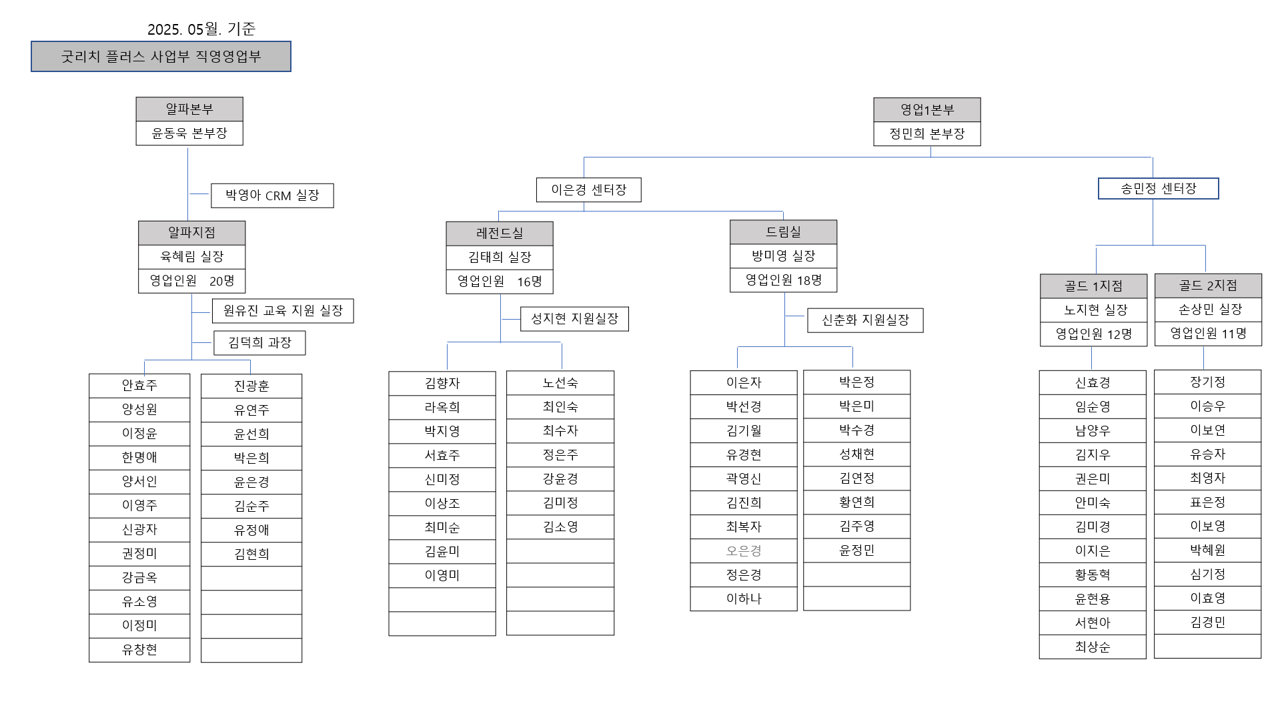 2025. 05월. 기준
굿리치 플러스 사업부 직영영업부
알파본부
윤동욱 본부장
박영아 CRM 실장
알파지점
육혜림 실장
영업인원 20명
원유진 교육 지원 실장
김덕희 과장
안효주
양성원
이정윤
한명애
양서인
이영주
신광자
권정미
강금옥
유소영
이정미
유창현
진광훈
유연주
윤선희
박은희
윤은경
김순주
유정애
김현희
영업1본부
정민희 본부장
이은경 센터장
레전드실
김태희 실장
영업인원 16명
성지현 지원실장
김향자
라옥희
박지영
서효주
신미정
이상조
최미순
김윤미
이영미
노선숙
최인숙
최수자
정은주
강윤경
김미정
김소영
드림실
방미영 실장
영업인원 18명
신춘화 지원실장
이은자
박선경
김기월
유경현
곽영신
김진희
최복자
오은경
정은경
이하나
박은정
박은미
박수경
성채현
김연정
황연희
김주영
윤정민
송민정 센터장
골드 1지점
노지현 실장
영업인원 12명
신효경
임순영
남양우
김지우
권은미
안미숙
김미경
이지은
황동혁
윤현용
서현아
최상순
골드 2지점
손상민 실장
영업인원 11명
장기정
이승우
이보연
유승자
최영자
표은정
이보영
박혜원
심기정
이효영
김경민